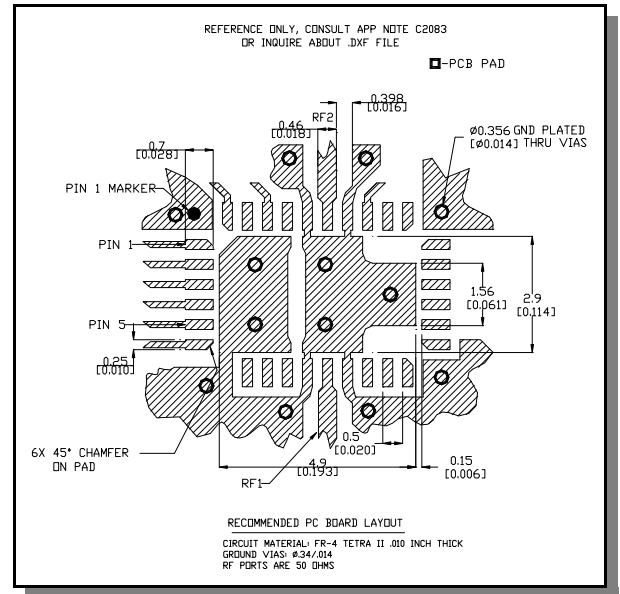 REFERENCE ONLY, CONSULT APP NOTE C2083
OR INQUIRE ABOUT .DXF FILE
-PCB PAD
0.398
[0.016]
RF2
0.46
[0.018]
0.7
[0.028]
Ø0.356 GND PLATED
[Ø0.014] THRU VIAS
PIN 1 MARKER
PIN 1
1.56
[0.061]
2.9
[0.114]
PIN 5
0.25
[0.010]
0.5
[0.020]
6X 45° CHAMFER
ON PAD
4.9
[0.193]
0.15
[0.006]
RF1
RECOMMENDED PC BOARD LAYOUT
CIRCUIT MATERIAL: FR-4 TETRA II .010 INCH THICK
GROUND VIAS: Ø.34/.014
RF PORTS ARE 50 OHMS